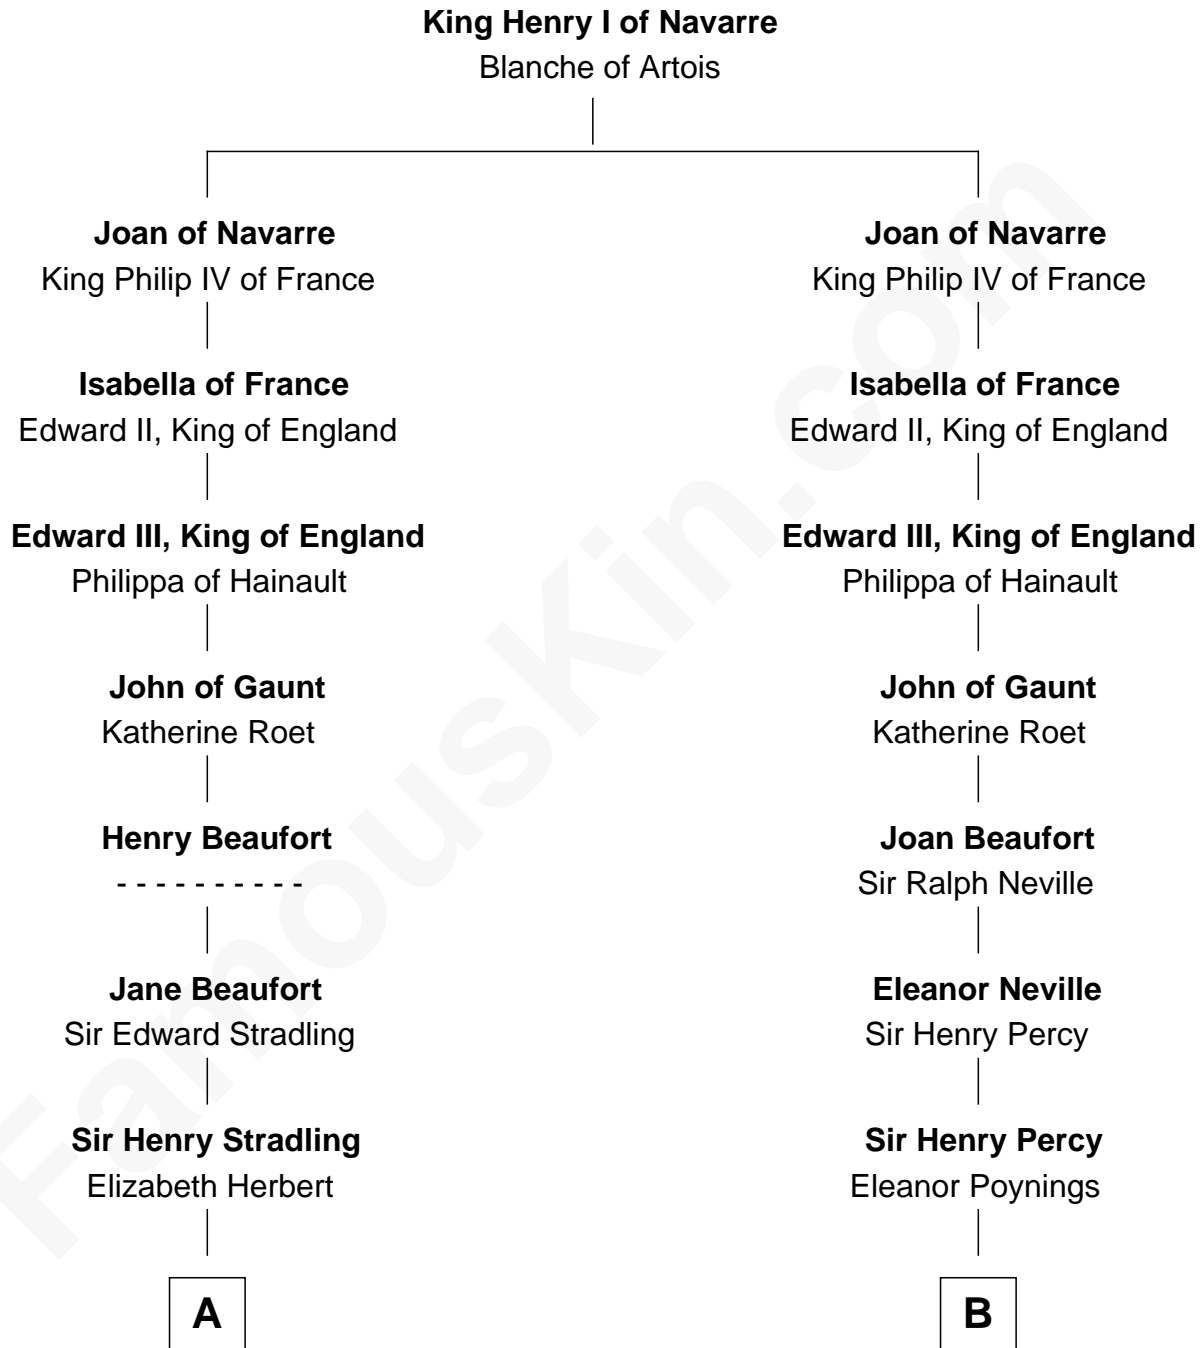 King Henry I of Navarre
Blanche of Artois
Joan of Navarre
King Philip IV of France
Isabella of France
Edward II, King of England
Edward III, King of England
Philippa of Hainault
John of Gaunt
Katherine Roet
Henry Beaufort
- - - - - - - - - -
Jane Beaufort
Sir Edward Stradling
Sir Henry Stradling
Elizabeth Herbert
A
Joan of Navarre
King Philip IV of France
Isabella of France
Edward II, King of England
Edward III, King of England
Philippa of Hainault
John of Gaunt
Katherine Roet
Joan Beaufort
Sir Ralph Neville
Eleanor Neville
Sir Henry Percy
Sir Henry Percy
Eleanor Poynings
B
FamousKin.com